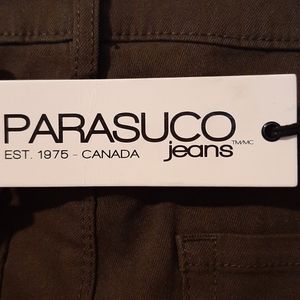 PARASUCO
EST. 1975 - CANADA jeans TM/MC